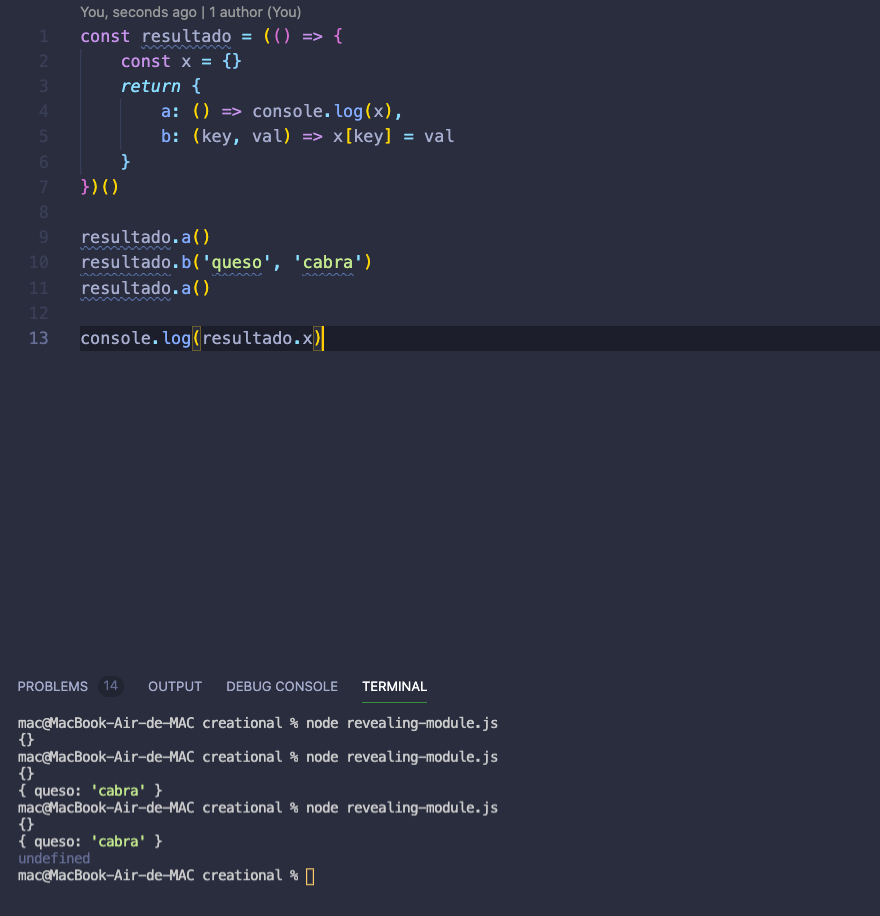 You, seconds ago | 1 author (You)
1 const resultado = (() => {
2     const x = {}
3     return {
4         a: () => console.log(x),
5         b: (key, val) => x[key] = val
6     }
7 })()
8
9 resultado.a()
10 resultado.b('queso', 'cabra')
11 resultado.a()
12
13 console.log(resultado.x)
PROBLEMS 14 OUTPUT DEBUG CONSOLE TERMINAL
mac@MacBook-Air-de-MAC creational % node revealing-module.js
{}
mac@MacBook-Air-de-MAC creational % node revealing-module.js
{}
{ queso: 'cabra' }
mac@MacBook-Air-de-MAC creational % node revealing-module.js
{}
{ queso: 'cabra' }
undefined
mac@MacBook-Air-de-MAC creational %